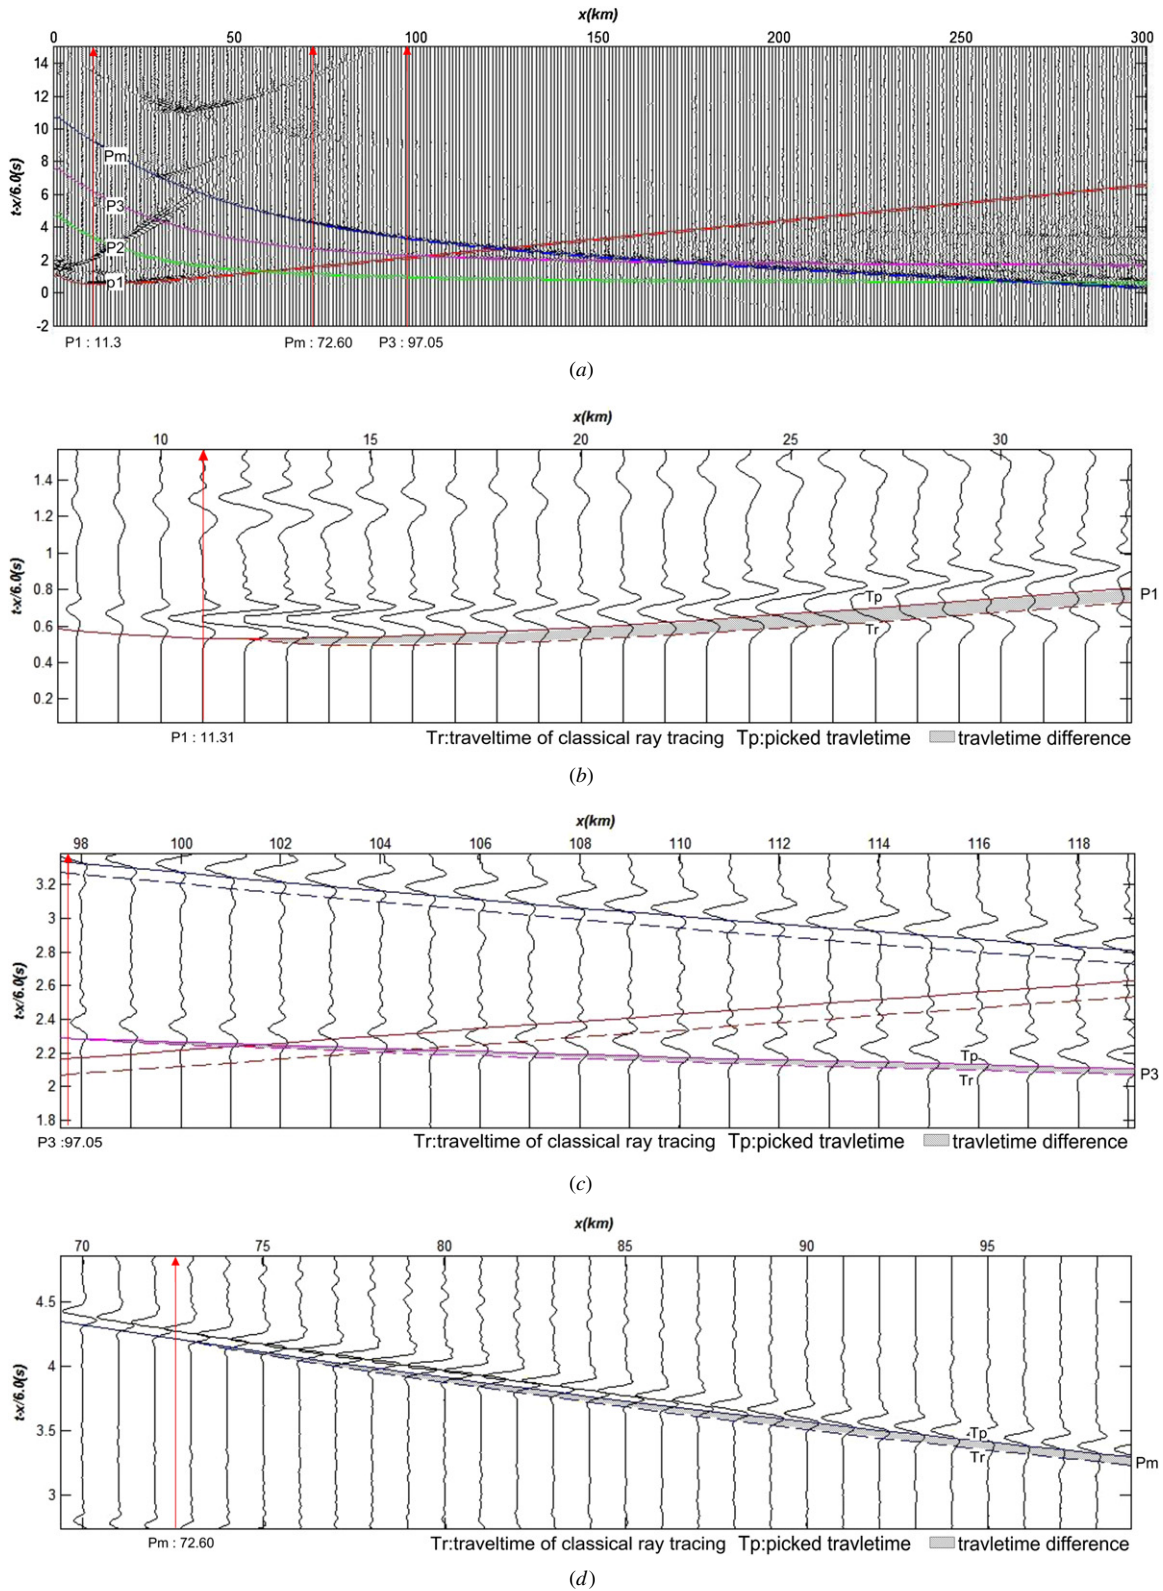 x(km)
0 50 100 150 200 250 300
t-x/6.0(s)
14
12
10
8
6
4
2
0
-2
Pm
P3
P2
p1
P1 : 11.3 Pm : 72.60 P3 : 97.05
(a)
x(km)
10 15 20 25 30
t-x/6.0(s)
1.4
1.2
1
0.8
0.6
0.4
0.2
Tp
Tr
P1
P1 : 11.31
Tr:traveltime of classical ray tracing Tp:picked travletime travletime difference
(b)
x(km)
98 100 102 104 106 108 110 112 114 116 118
t-x/6.0(s)
3.2
3
2.8
2.6
2.4
2.2
2
1.8
Tp
Tr
P3
P3 :97.05
Tr:traveltime of classical ray tracing Tp:picked travletime travletime difference
(c)
x(km)
70 75 80 85 90 95
t-x/6.0(s)
4.5
4
3.5
3
Tp
Tr
Pm
Pm : 72.60
Tr:traveltime of classical ray tracing Tp:picked travletime travletime difference
(d)